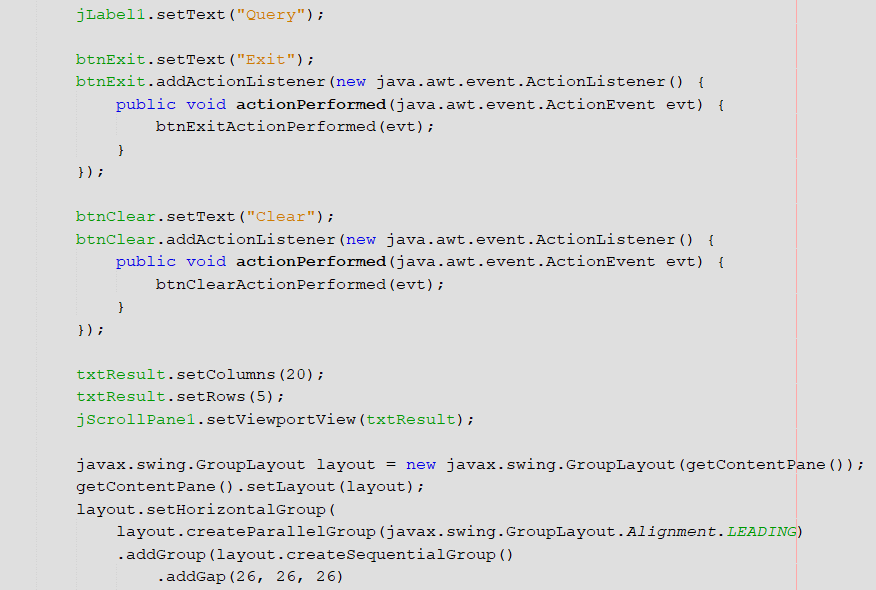 jLabel1.setText("Query");

btnExit.setText("Exit");
btnExit.addActionListener(new java.awt.event.ActionListener() {
    public void actionPerformed(java.awt.event.ActionEvent evt) {
        btnExitActionPerformed(evt);
    }
});

btnClear.setText("Clear");
btnClear.addActionListener(new java.awt.event.ActionListener() {
    public void actionPerformed(java.awt.event.ActionEvent evt) {
        btnClearActionPerformed(evt);
    }
});

txtResult.setColumns(20);
txtResult.setRows(5);
jScrollPane1.setViewportView(txtResult);

javax.swing.GroupLayout layout = new javax.swing.GroupLayout(getContentPane());
getContentPane().setLayout(layout);
layout.setHorizontalGroup(
    layout.createParallelGroup(javax.swing.GroupLayout.Alignment.LEADING)
    .addGroup(layout.createSequentialGroup()
        .addGap(26, 26, 26)